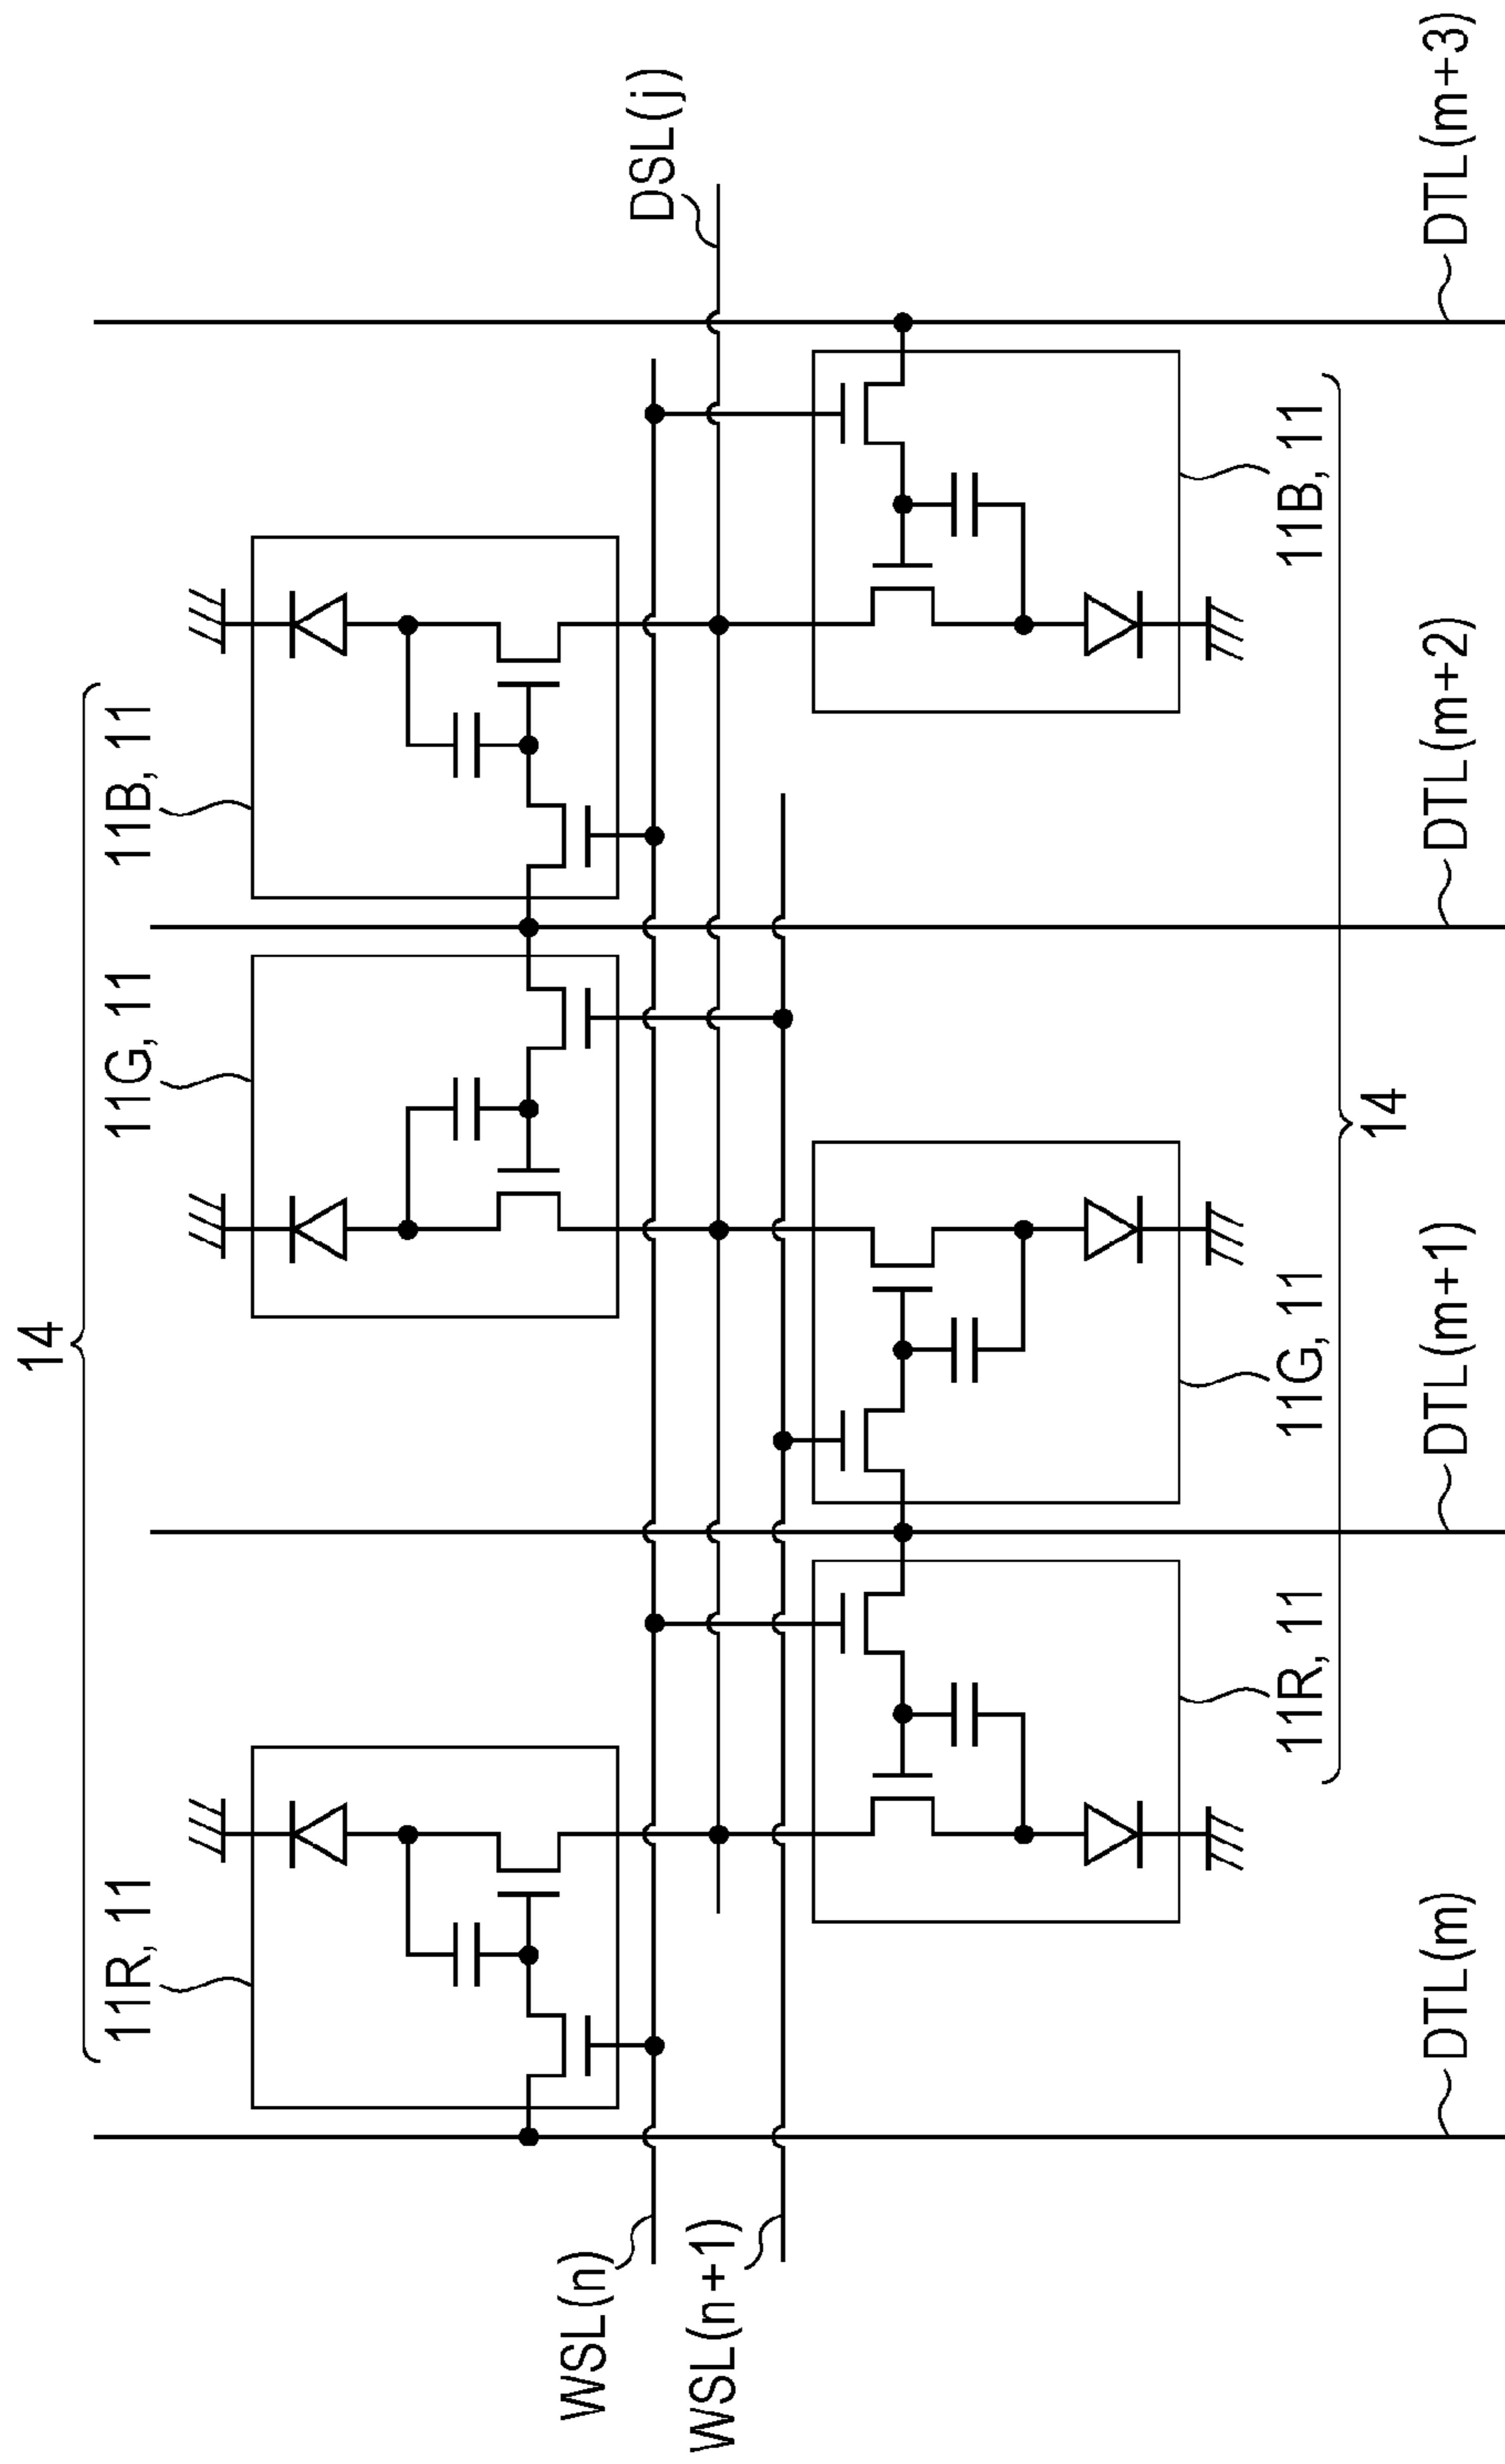 14
11R, 11
11G, 11
11B, 11
WSL(n)
DSL(j)
WSL(n+1)
11R, 11
11G, 11
11B, 11
14
DTL(m)
DTL(m+1)
DTL(m+2)
DTL(m+3)